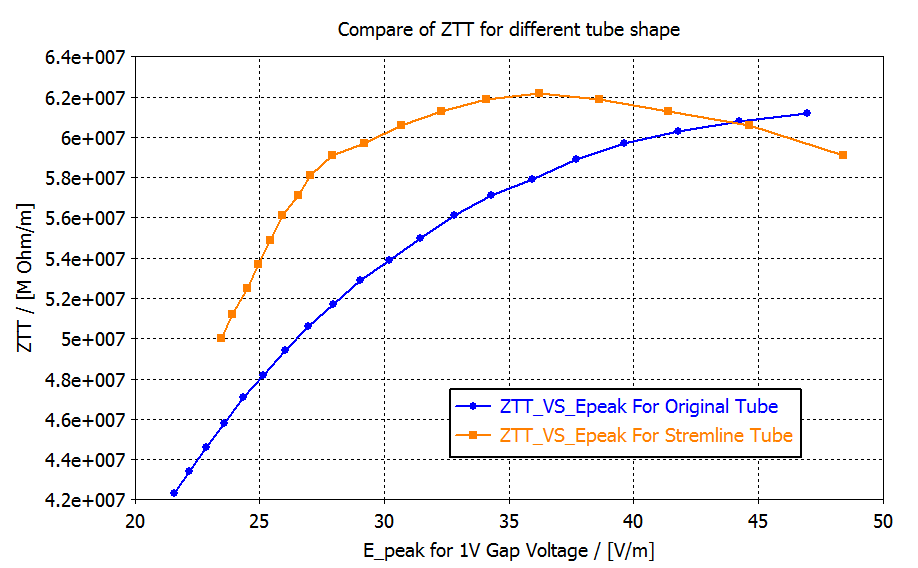 Compare of ZTT for different tube shape
6.4e+007
6.2e+007
6e+007
5.8e+007
5.6e+007
5.4e+007
5.2e+007
5e+007
4.8e+007
4.6e+007
4.4e+007
4.2e+007
ZTT / [M Ohm/m]
ZTT_VS_Epeak For Original Tube
ZTT_VS_Epeak For Stremline Tube
20 25 30 35 40 45 50
E_peak for 1V Gap Voltage / [V/m]